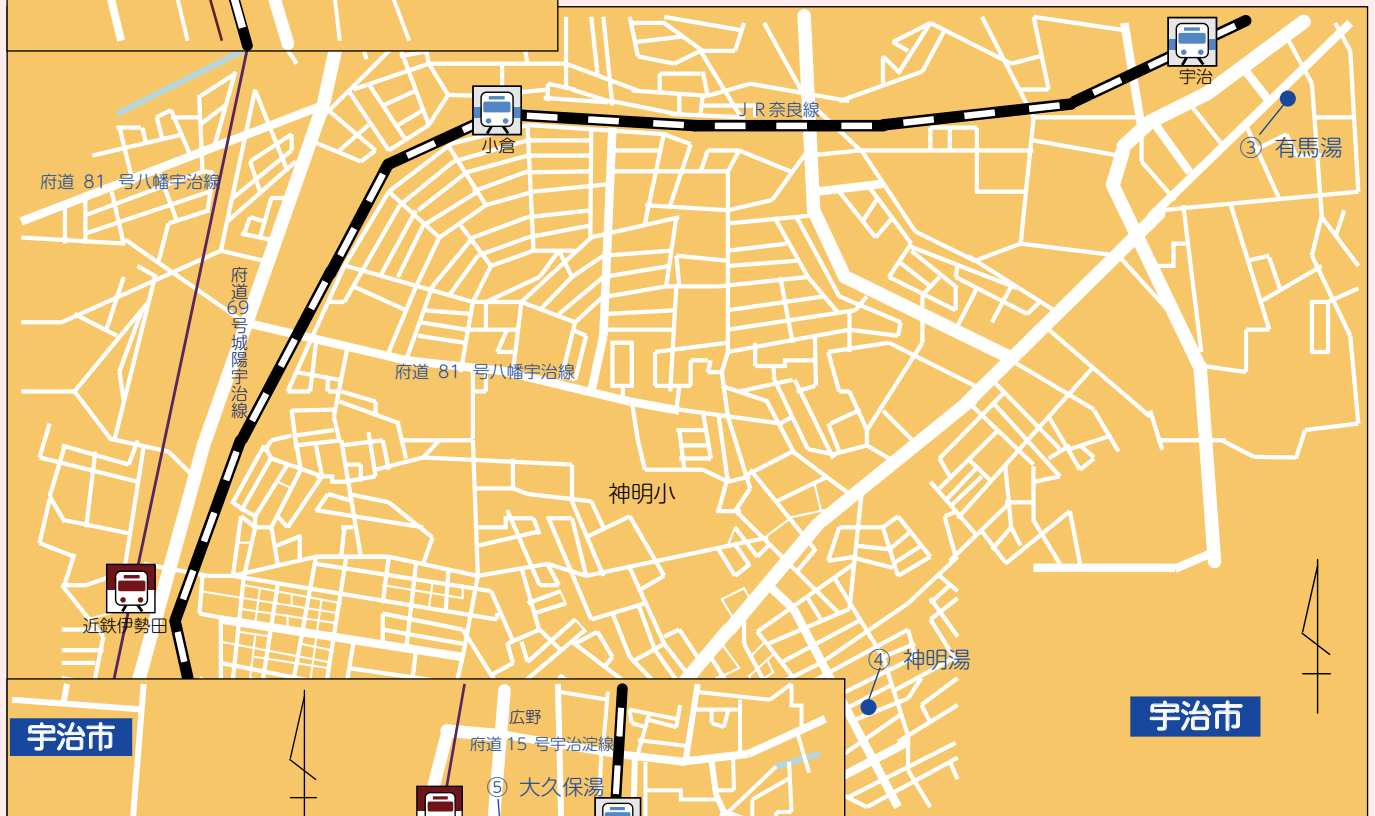 宇治
小倉
JR奈良線
③ 有馬湯
府道 81 号八幡宇治線
府道69号城陽宇治線
府道 81 号八幡宇治線
神明小
近鉄伊勢田
④ 神明湯
宇治市
宇治市
広野
府道15 号宇治淀線
⑤ 大久保湯